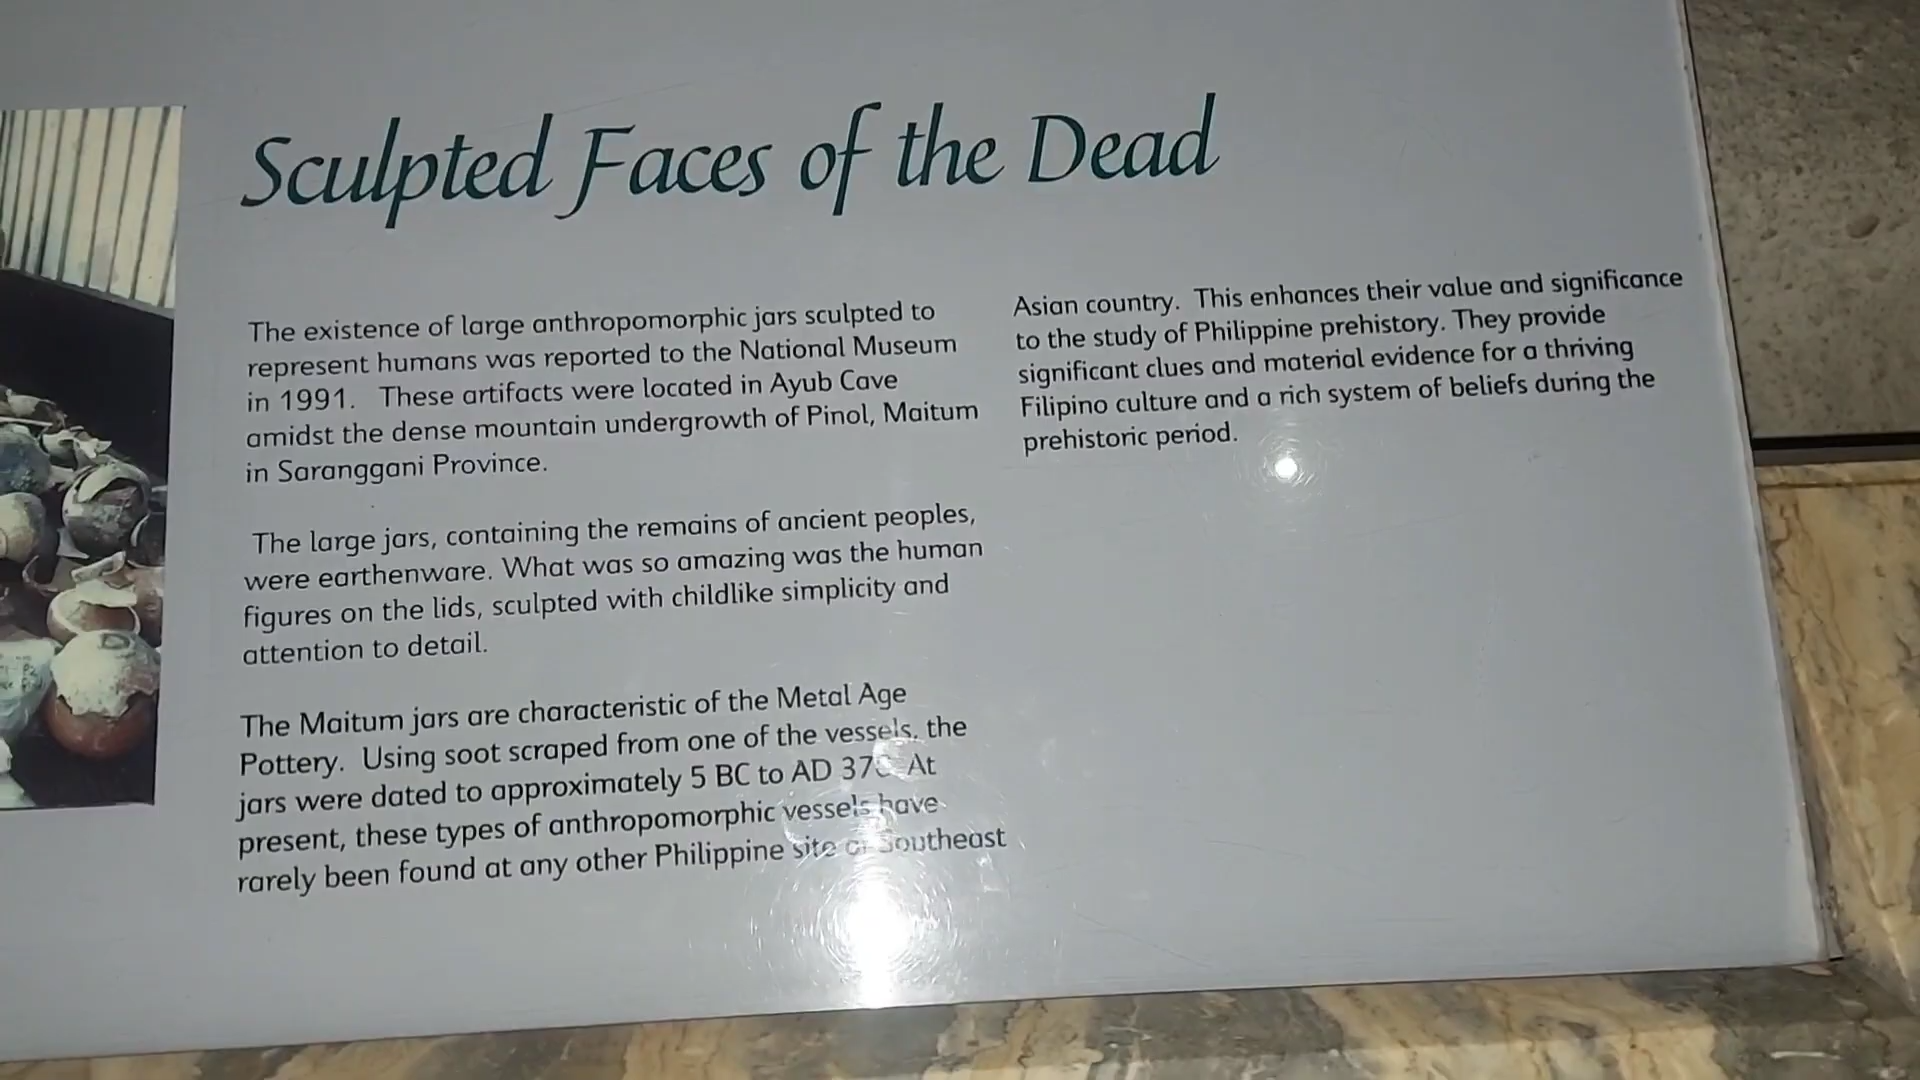 Sculpted Faces of the Dead
The existence of large anthropomorphic jars sculpted to
represent humans was reported to the National Museum
in 1991. These artifacts were located in Ayub Cave
amidst the dense mountain undergrowth of Pinol, Maitum
in Saranggani Province.
The large jars, containing the remains of ancient peoples,
were earthenware. What was so amazing was the human
figures on the lids, sculpted with childlike simplicity and
attention to detail.
The Maitum jars are characteristic of the Metal Age
Pottery. Using soot scraped from one of the vessels, the
jars were dated to approximately 5 BC to AD At
present, these types of anthropomorphic vessels have
rarely been found at any other Philippine site or Southeast
Asian country. This enhances their value and significance
to the study of Philippine prehistory. They provide
significant clues and material evidence for a thriving
Filipino culture and a rich system of beliefs during the
prehistoric period.